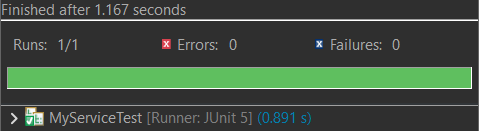 Finished after 1.167 seconds
Runs: 1/1 Errors: 0 Failures: 0
MyServiceTest [Runner: JUnit 5] (0.891 s)